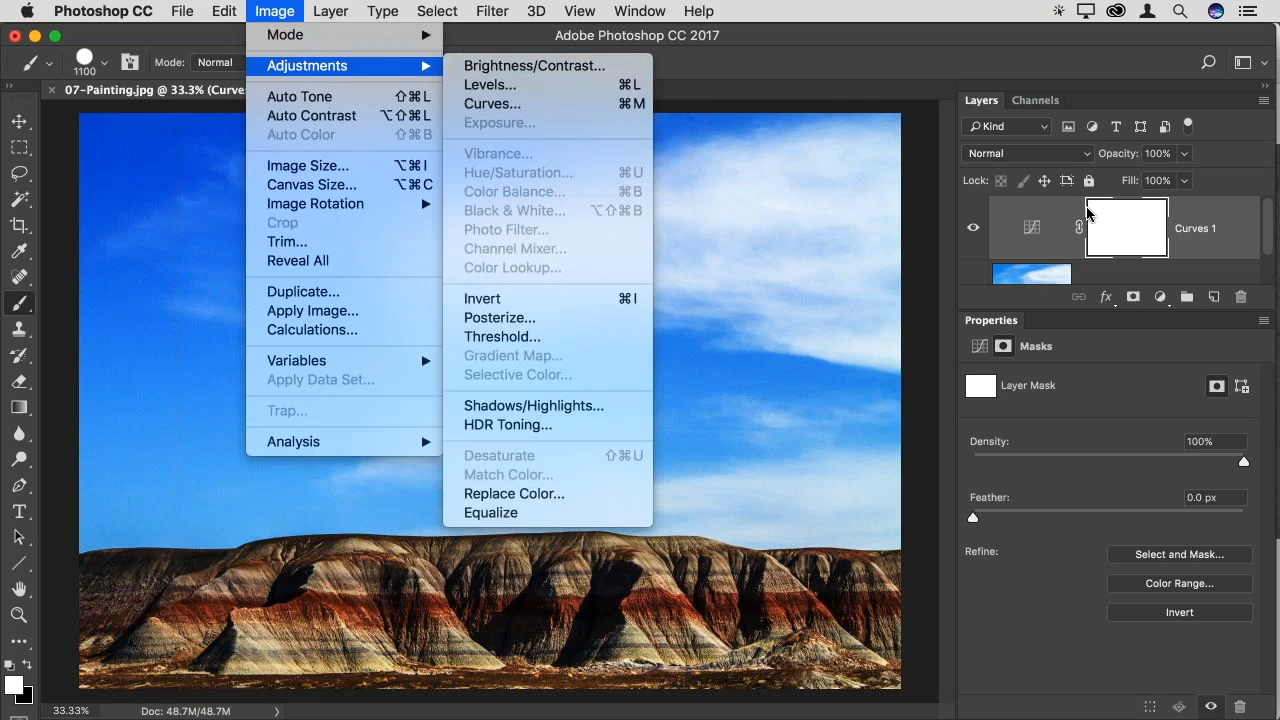 Photoshop CC File Edit Image Layer Type Select Filter 3D View Window Help
Adobe Photoshop CC 2017
1100
Mode: Normal
07-Painting.jpg @ 33.3% (Curve
Mode
Adjustments
Auto Tone ⇧⌘L
Auto Contrast ⌥⇧⌘L
Auto Color ⇧⌘B
Image Size... ⌥⌘I
Canvas Size... ⌥⌘C
Image Rotation
Crop
Trim...
Reveal All
Duplicate...
Apply Image...
Calculations...
Variables
Apply Data Set...
Trap...
Analysis
Brightness/Contrast...
Levels... ⌘L
Curves... ⌘M
Exposure...
Vibrance...
Hue/Saturation... ⌘U
Color Balance... ⌘B
Black & White... ⌥⇧⌘B
Photo Filter...
Channel Mixer...
Color Lookup...
Invert ⌘I
Posterize...
Threshold...
Gradient Map...
Selective Color...
Shadows/Highlights...
HDR Toning...
Desaturate ⇧⌘U
Match Color...
Replace Color...
Equalize
Layers Channels
Kind
Normal Opacity: 100%
Lock: Fill: 100%
Curves 1
Properties
Masks
Layer Mask
Density: 100%
Feather: 0.0 px
Refine: Select and Mask...
Color Range...
Invert
33.33% Doc: 48.7M/48.7M